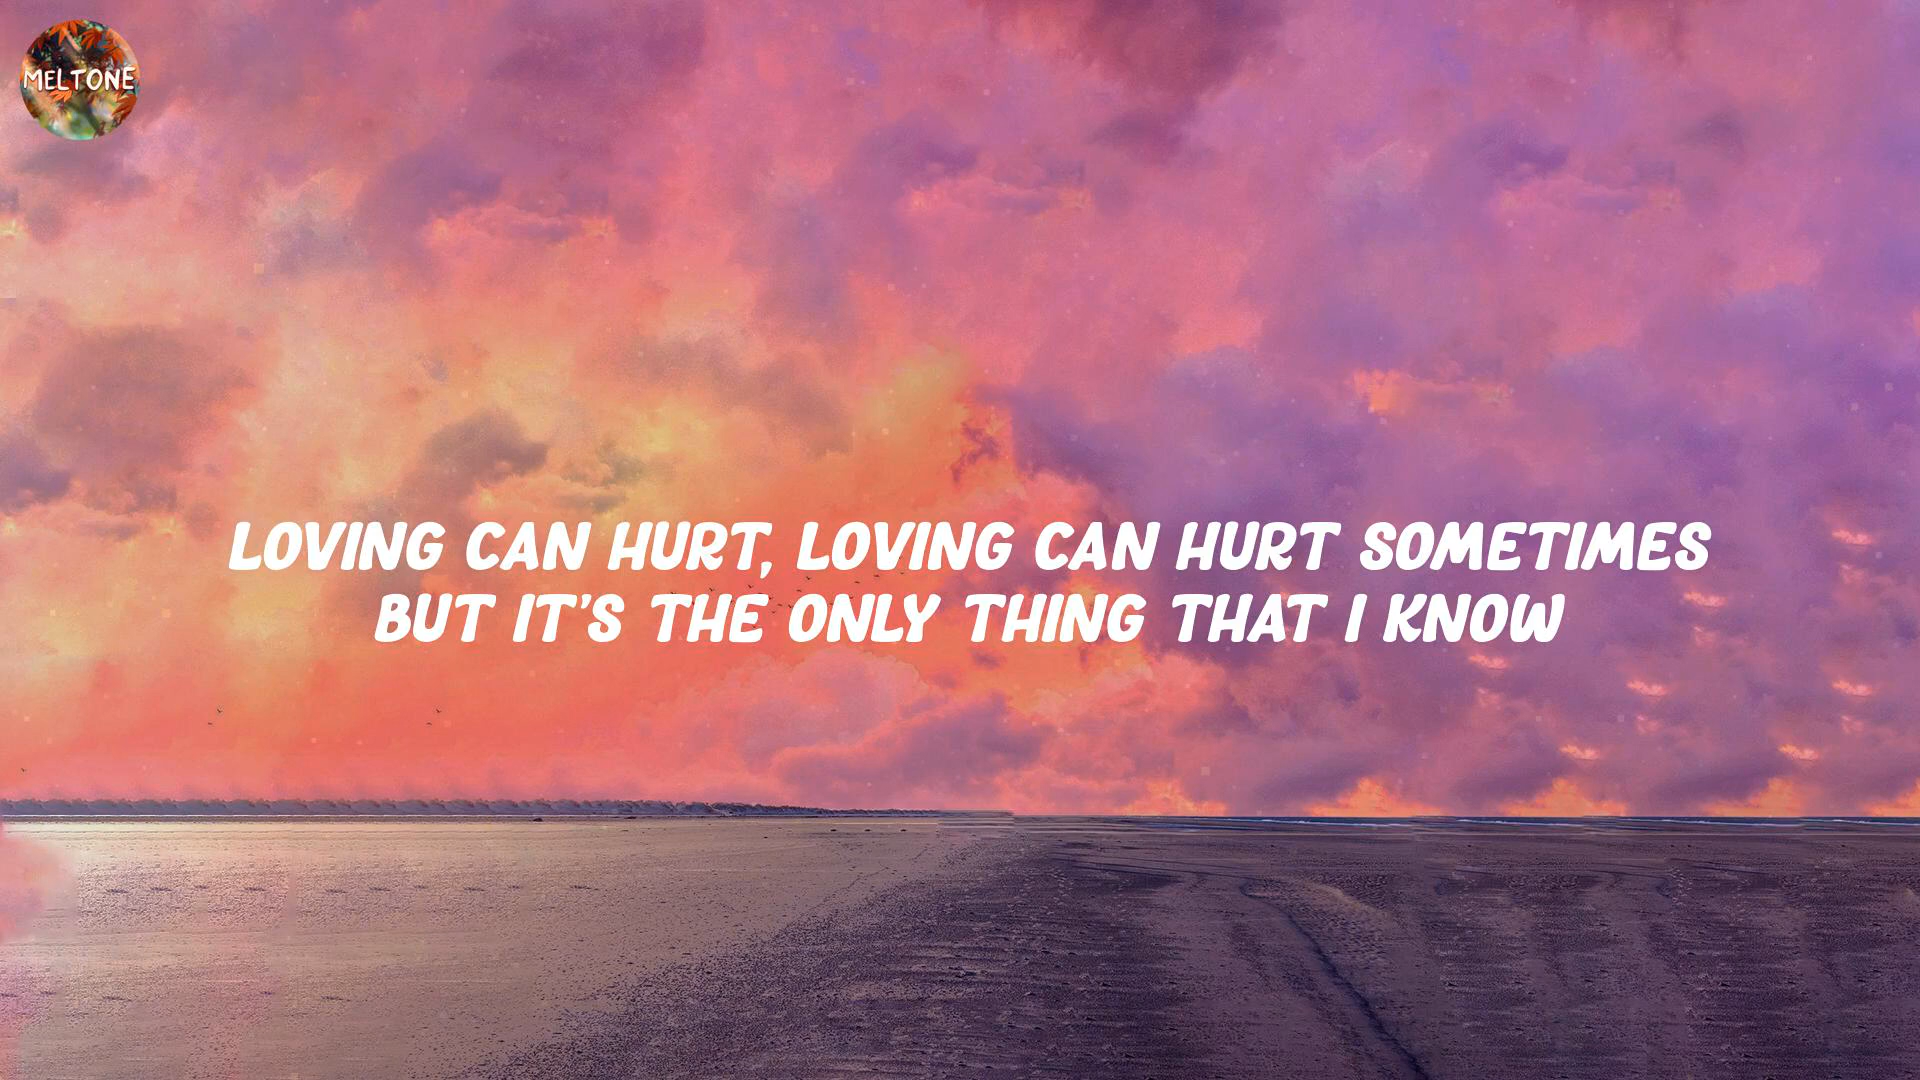 MELTONE
LOVING CAN HURT, LOVING CAN HURT SOMETIMES
BUT IT'S THE ONLY THING THAT I KNOW